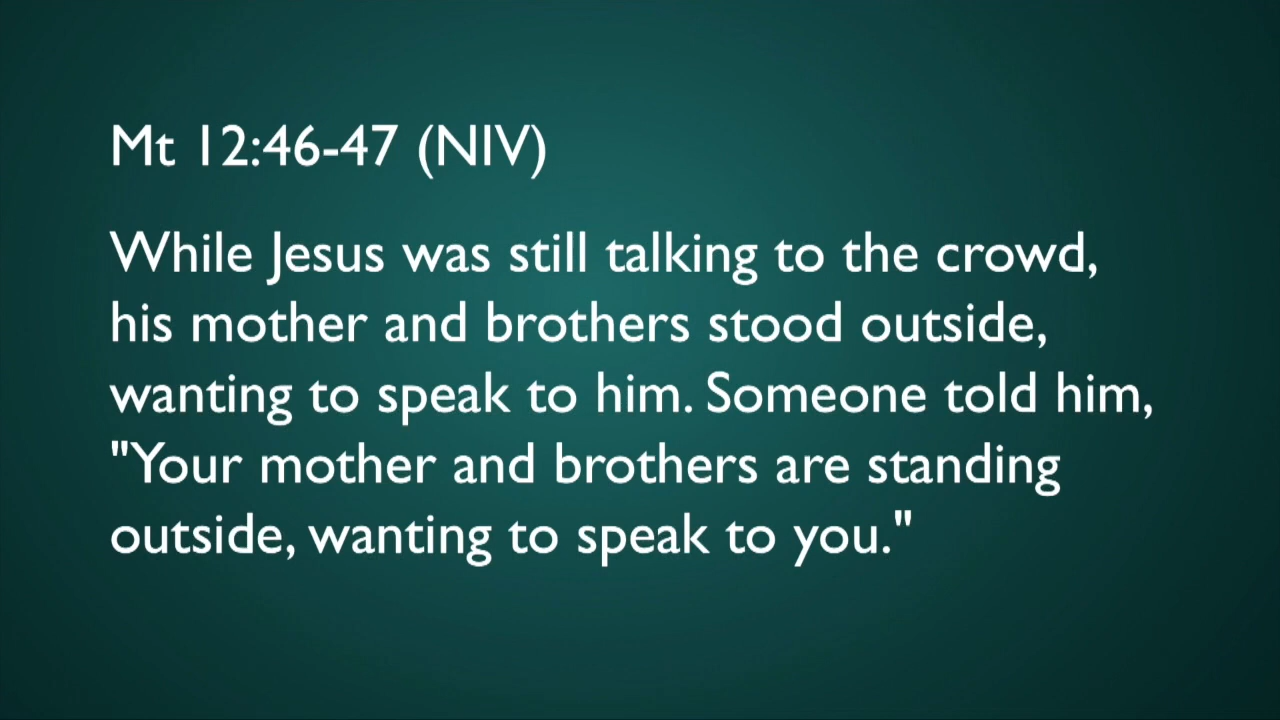 Mt 12:46-47 (NIV)
While Jesus was still talking to the crowd,
his mother and brothers stood outside,
wanting to speak to him. Someone told him,
"Your mother and brothers are standing
outside, wanting to speak to you."